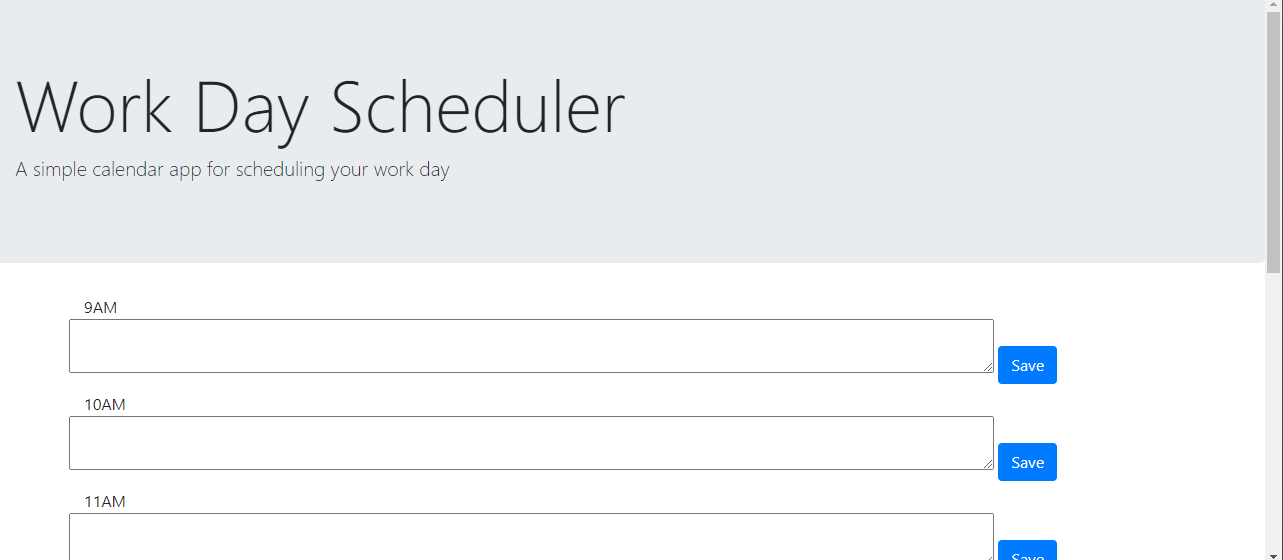 Work Day Scheduler
A simple calendar app for scheduling your work day
9AM
Save
10AM
Save
11AM
Save